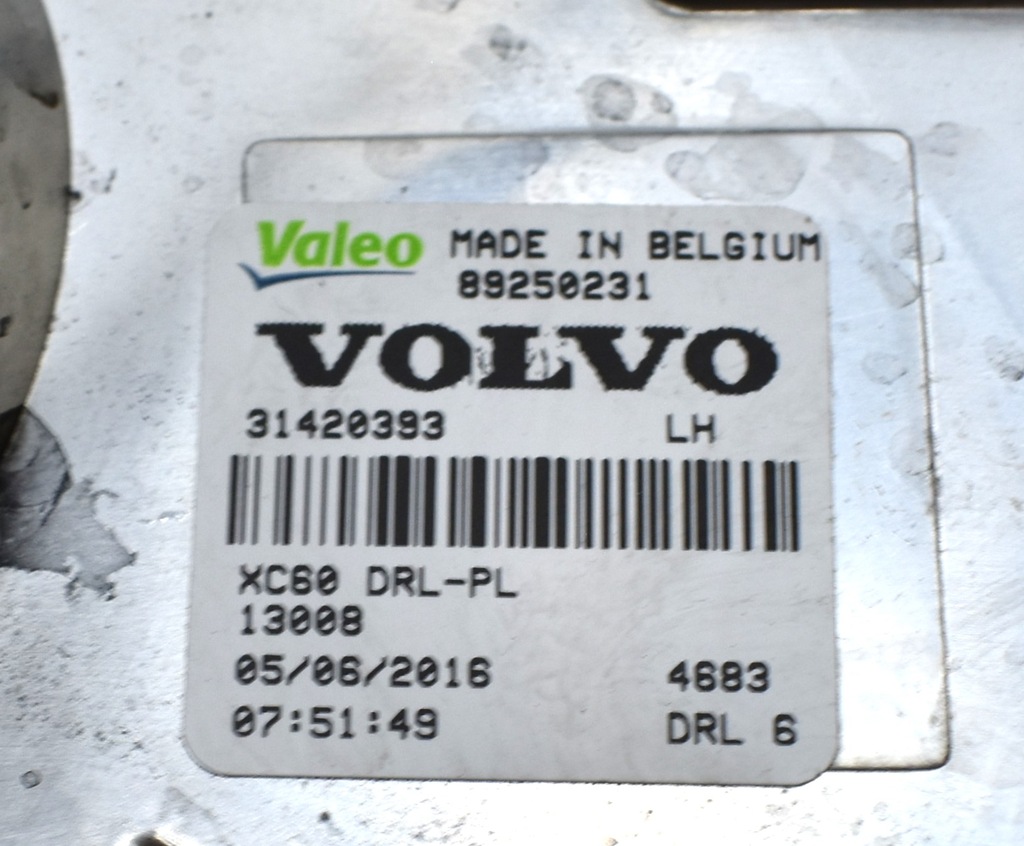 Valeo MADE IN BELGIUM
89250231
VOLVO
31420393 LH
XC60 DRL-PL
13008
05/06/2016 4683
07:51:49 DRL 6